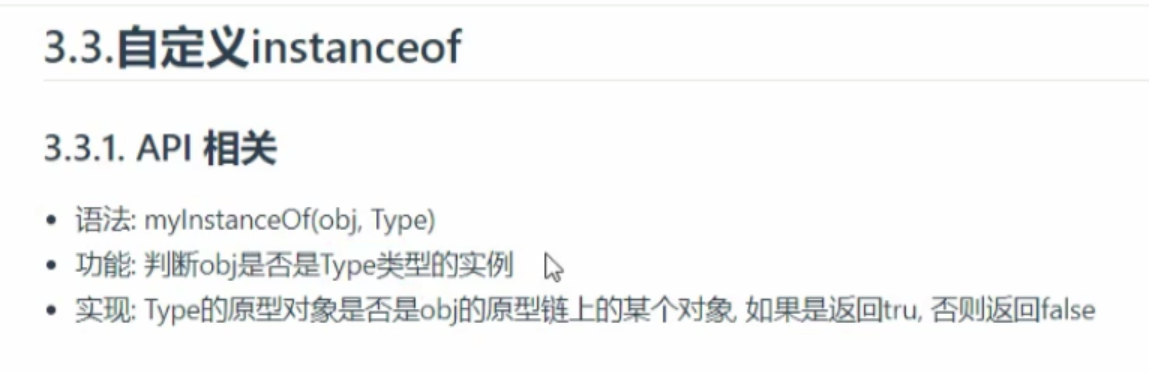 3.3.自定义instanceof
3.3.1. API 相关
• 语法: myInstanceOf(obj, Type)
• 功能: 判断obj是否是Type类型的实例
• 实现: Type的原型对象是否是obj的原型链上的某个对象, 如果是返回tru, 否则返回false